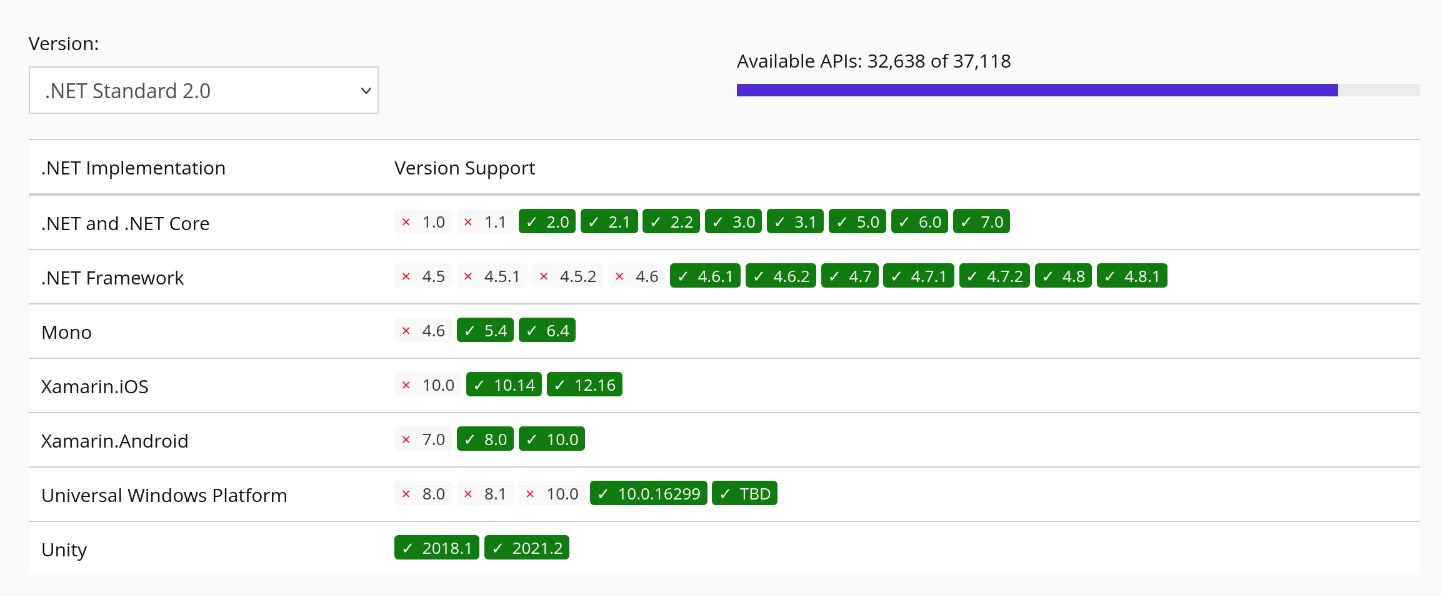 Version:
.NET Standard 2.0
Available APIs: 32,638 of 37,118
.NET Implementation Version Support
.NET and .NET Core × 1.0 × 1.1 ✓ 2.0 ✓ 2.1 ✓ 2.2 ✓ 3.0 ✓ 3.1 ✓ 5.0 ✓ 6.0 ✓ 7.0
.NET Framework × 4.5 × 4.5.1 × 4.5.2 × 4.6 ✓ 4.6.1 ✓ 4.6.2 ✓ 4.7 ✓ 4.7.1 ✓ 4.7.2 ✓ 4.8 ✓ 4.8.1
Mono × 4.6 ✓ 5.4 ✓ 6.4
Xamarin.iOS × 10.0 ✓ 10.14 ✓ 12.16
Xamarin.Android × 7.0 ✓ 8.0 ✓ 10.0
Universal Windows Platform × 8.0 × 8.1 × 10.0 ✓ 10.0.16299 ✓ TBD
Unity ✓ 2018.1 ✓ 2021.2